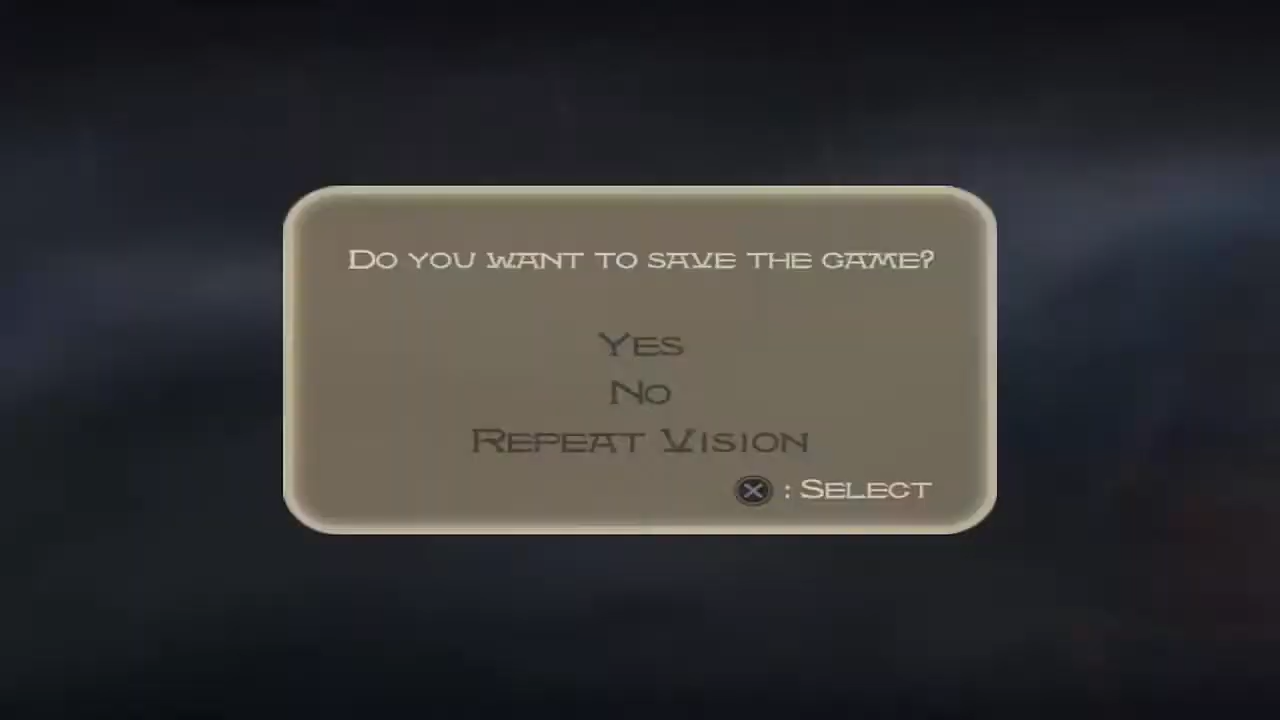 Do you want to save the game?
Yes
No
Repeat Vision
: Select